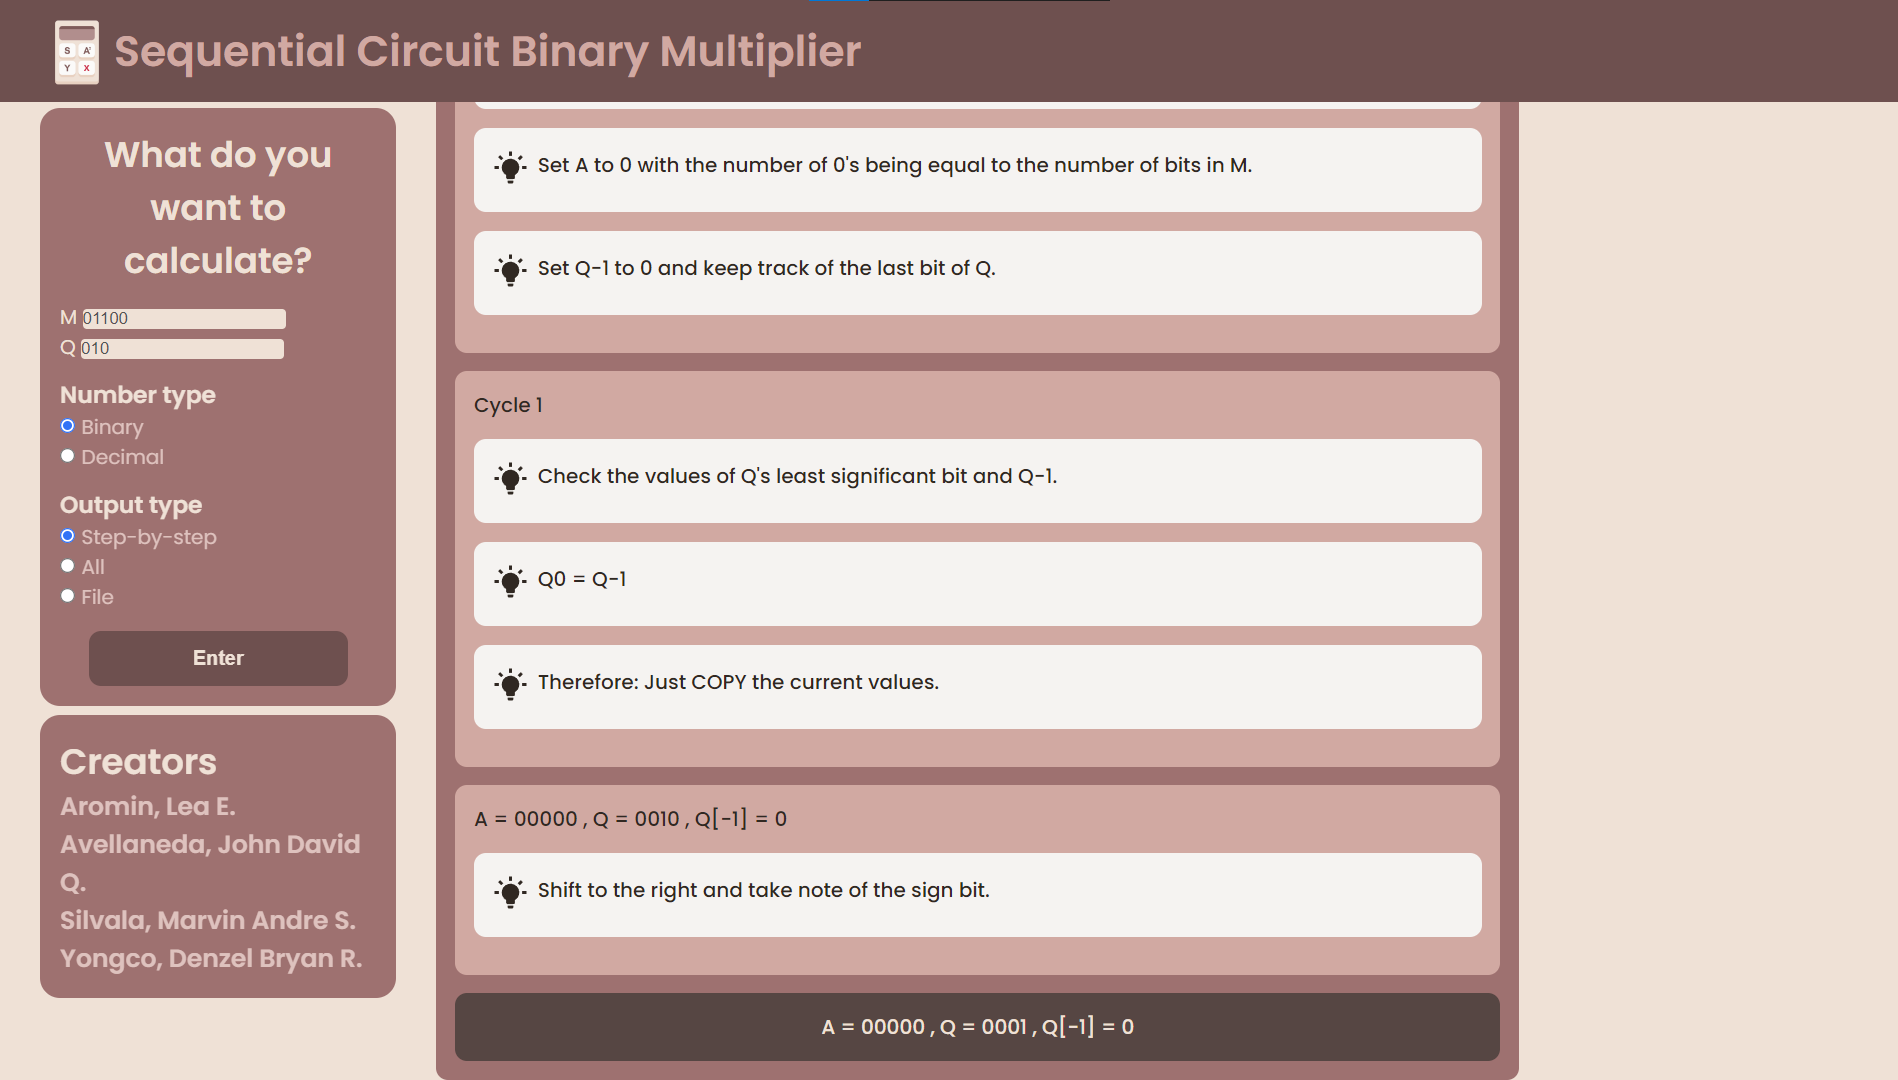 S A' Y X
Sequential Circuit Binary Multiplier
What do you
want to
calculate?
M 01100
Q 010
Number type
Binary
Decimal
Output type
Step-by-step
All
File
Enter
Creators
Aromin, Lea E.
Avellaneda, John David
Q.
Silvala, Marvin Andre S.
Yongco, Denzel Bryan R.
Set A to 0 with the number of 0's being equal to the number of bits in M.
Set Q-1 to 0 and keep track of the last bit of Q.
Cycle 1
Check the values of Q's least significant bit and Q-1.
Q0 = Q-1
Therefore: Just COPY the current values.
A = 00000 , Q = 0010 , Q[-1] = 0
Shift to the right and take note of the sign bit.
A = 00000 , Q = 0001 , Q[-1] = 0